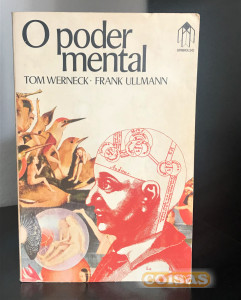 O poder
mental
TOM WERNECK - FRANK ULLMANN
coisas